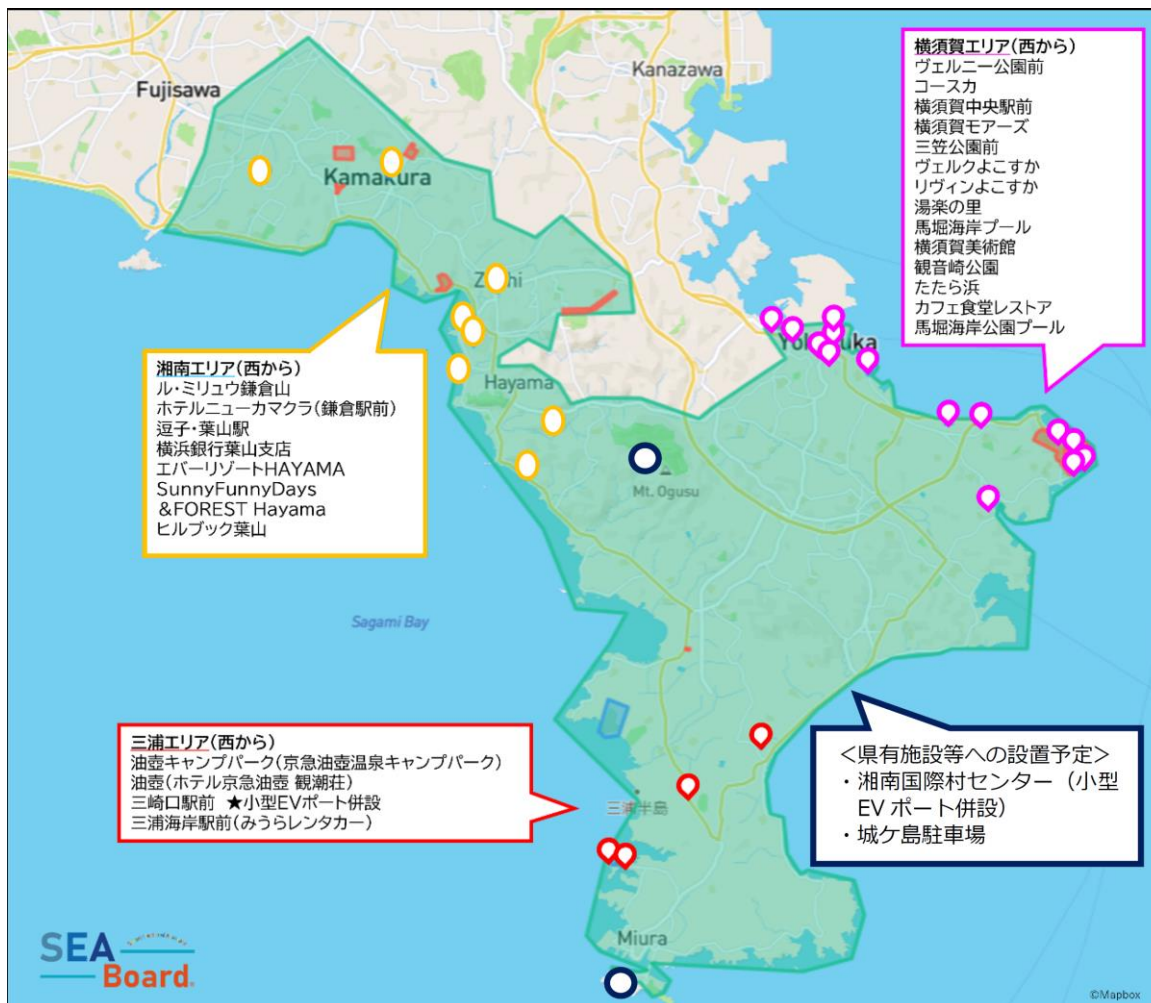 Fujisawa
Kanazawa
Kamakura
Hayama
Mt. Ogusu
Sagami Bay
三浦半島
Miura
横須賀エリア(西から)
ヴェルニー公園前
コースカ
横須賀中央駅前
横須賀モアーズ
三笠公園前
ヴェルクよこすか
リヴィンよこすか
湯楽の里
馬堀海岸プール
横須賀美術館
観音崎公園
たたら浜
カフェ食堂レストア
馬堀海岸公園プール
湘南エリア(西から)
ル・ミリュウ鎌倉山
ホテルニューカマクラ(鎌倉駅前)
逗子・葉山駅
横浜銀行葉山支店
エバーリゾートHAYAMA
SunnyFunnyDays
&FOREST Hayama
ヒルブック葉山
三浦エリア(西から)
油壺キャンプパーク(京急油壺温泉キャンプパーク)
油壺(ホテル京急油壺 観潮荘)
三崎口駅前 ★小型EVポート併設
三浦海岸駅前(みうらレンタカー)
<県有施設等への設置予定>
・湘南国際村センター (小型
EV ポート併設)
・城ケ島駐車場
SEA
Board
©Mapbox